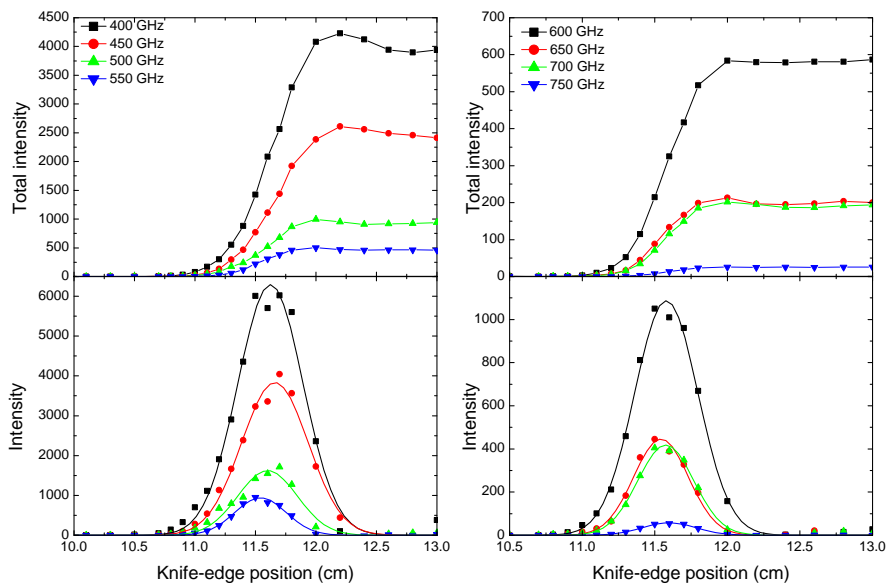 4500
4000
3500
3000
2500
2000
1500
1000
500
0
Total intensity
400 GHz
450 GHz
500 GHz
550 GHz
6000
5000
4000
3000
2000
1000
0
Intensity
10.0 10.5 11.0 11.5 12.0 12.5 13.0
Knife-edge position (cm)
700
600
500
400
300
200
100
0
Total intensity
600 GHz
650 GHz
700 GHz
750 GHz
1000
800
600
400
200
0
Intensity
10.5 11.0 11.5 12.0 12.5 13.0
Knife-edge position (cm)